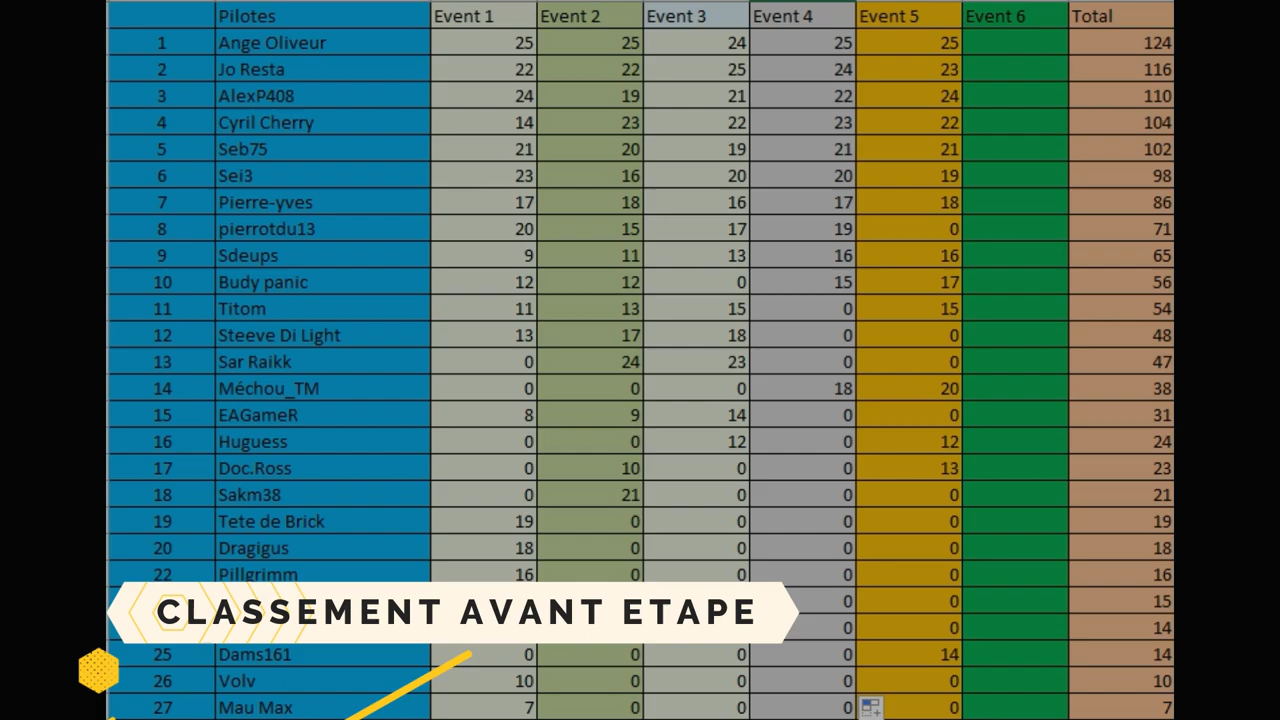 Pilotes Event 1 Event 2 Event 3 Event 4 Event 5 Event 6 Total
1 Ange Oliveur 25 25 24 25 25 124
2 Jo Resta 22 22 25 24 23 116
3 AlexP408 24 19 21 22 24 110
4 Cyril Cherry 14 23 22 23 22 104
5 Seb75 21 20 19 21 21 102
6 Sei3 23 16 20 20 19 98
7 Pierre-yves 17 18 16 17 18 86
8 pierrotdu13 20 15 17 19 0 71
9 Sdeups 9 11 13 16 16 65
10 Budy panic 12 12 0 15 17 56
11 Titom 11 13 15 0 15 54
12 Steeve Di Light 13 17 18 0 0 48
13 Sar Raikk 0 24 23 0 0 47
14 Méchou_TM 0 0 0 18 20 38
15 EAGameR 8 9 14 0 0 31
16 Huguess 0 0 12 0 12 24
17 Doc.Ross 0 10 0 0 13 23
18 Sakm38 0 21 0 0 0 21
19 Tete de Brick 19 0 0 0 0 19
20 Dragigus 18 0 0 0 0 18
22 Pillgrimm 16 0 0 0 0 16
0 0 15
CLASSEMENT AVANT ETAPE
0 0 14
25 Dams161 0 0 0 0 14 14
26 Volv 10 0 0 0 0 10
27 Mau Max 7 0 0 0 0 7